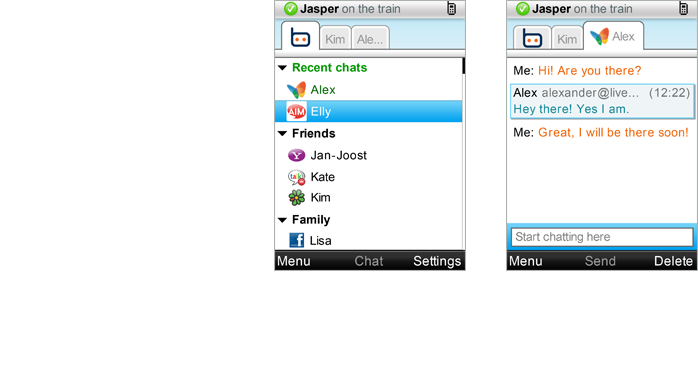 Jasper on the train
Kim
Ale...
Recent chats
Alex
AIM Elly
Friends
Jan-Joost
talk Kate
Kim
Family
Lisa
Menu Chat Settings
Jasper on the train
Kim
Alex
Me: Hi! Are you there?
Alex alexander@live... (12:22)
Hey there! Yes I am.
Me: Great, I will be there soon!
Start chatting here
Menu Send Delete